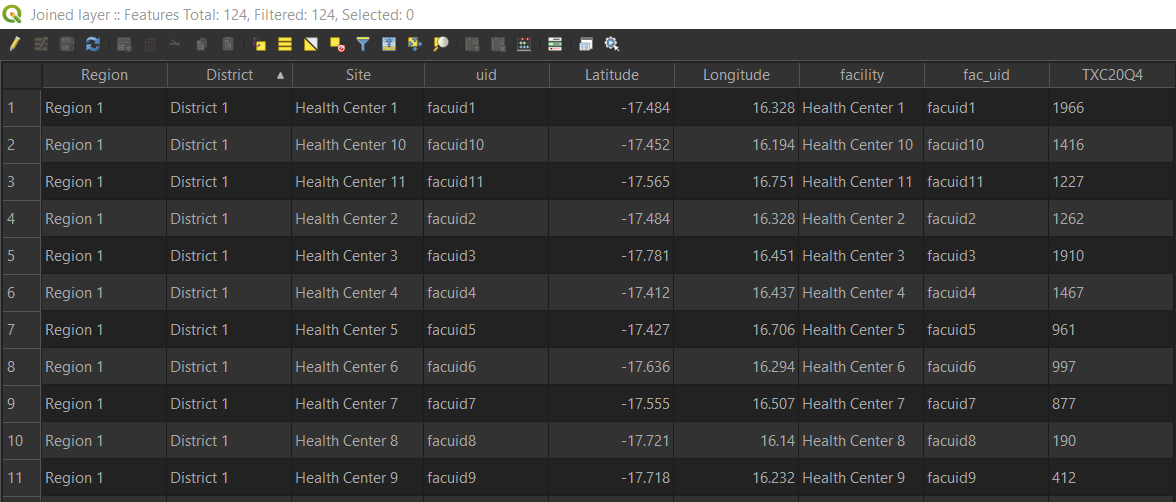 Joined layer :: Features Total: 124, Filtered: 124, Selected: 0
Region District Site uid Latitude Longitude facility fac_uid TXC20Q4
1 Region 1 District 1 Health Center 1 facuid1 -17.484 16.328 Health Center 1 facuid1 1966
2 Region 1 District 1 Health Center 10 facuid10 -17.452 16.194 Health Center 10 facuid10 1416
3 Region 1 District 1 Health Center 11 facuid11 -17.565 16.751 Health Center 11 facuid11 1227
4 Region 1 District 1 Health Center 2 facuid2 -17.484 16.328 Health Center 2 facuid2 1262
5 Region 1 District 1 Health Center 3 facuid3 -17.781 16.451 Health Center 3 facuid3 1910
6 Region 1 District 1 Health Center 4 facuid4 -17.412 16.437 Health Center 4 facuid4 1467
7 Region 1 District 1 Health Center 5 facuid5 -17.427 16.706 Health Center 5 facuid5 961
8 Region 1 District 1 Health Center 6 facuid6 -17.636 16.294 Health Center 6 facuid6 997
9 Region 1 District 1 Health Center 7 facuid7 -17.555 16.507 Health Center 7 facuid7 877
10 Region 1 District 1 Health Center 8 facuid8 -17.721 16.14 Health Center 8 facuid8 190
11 Region 1 District 1 Health Center 9 facuid9 -17.718 16.232 Health Center 9 facuid9 412